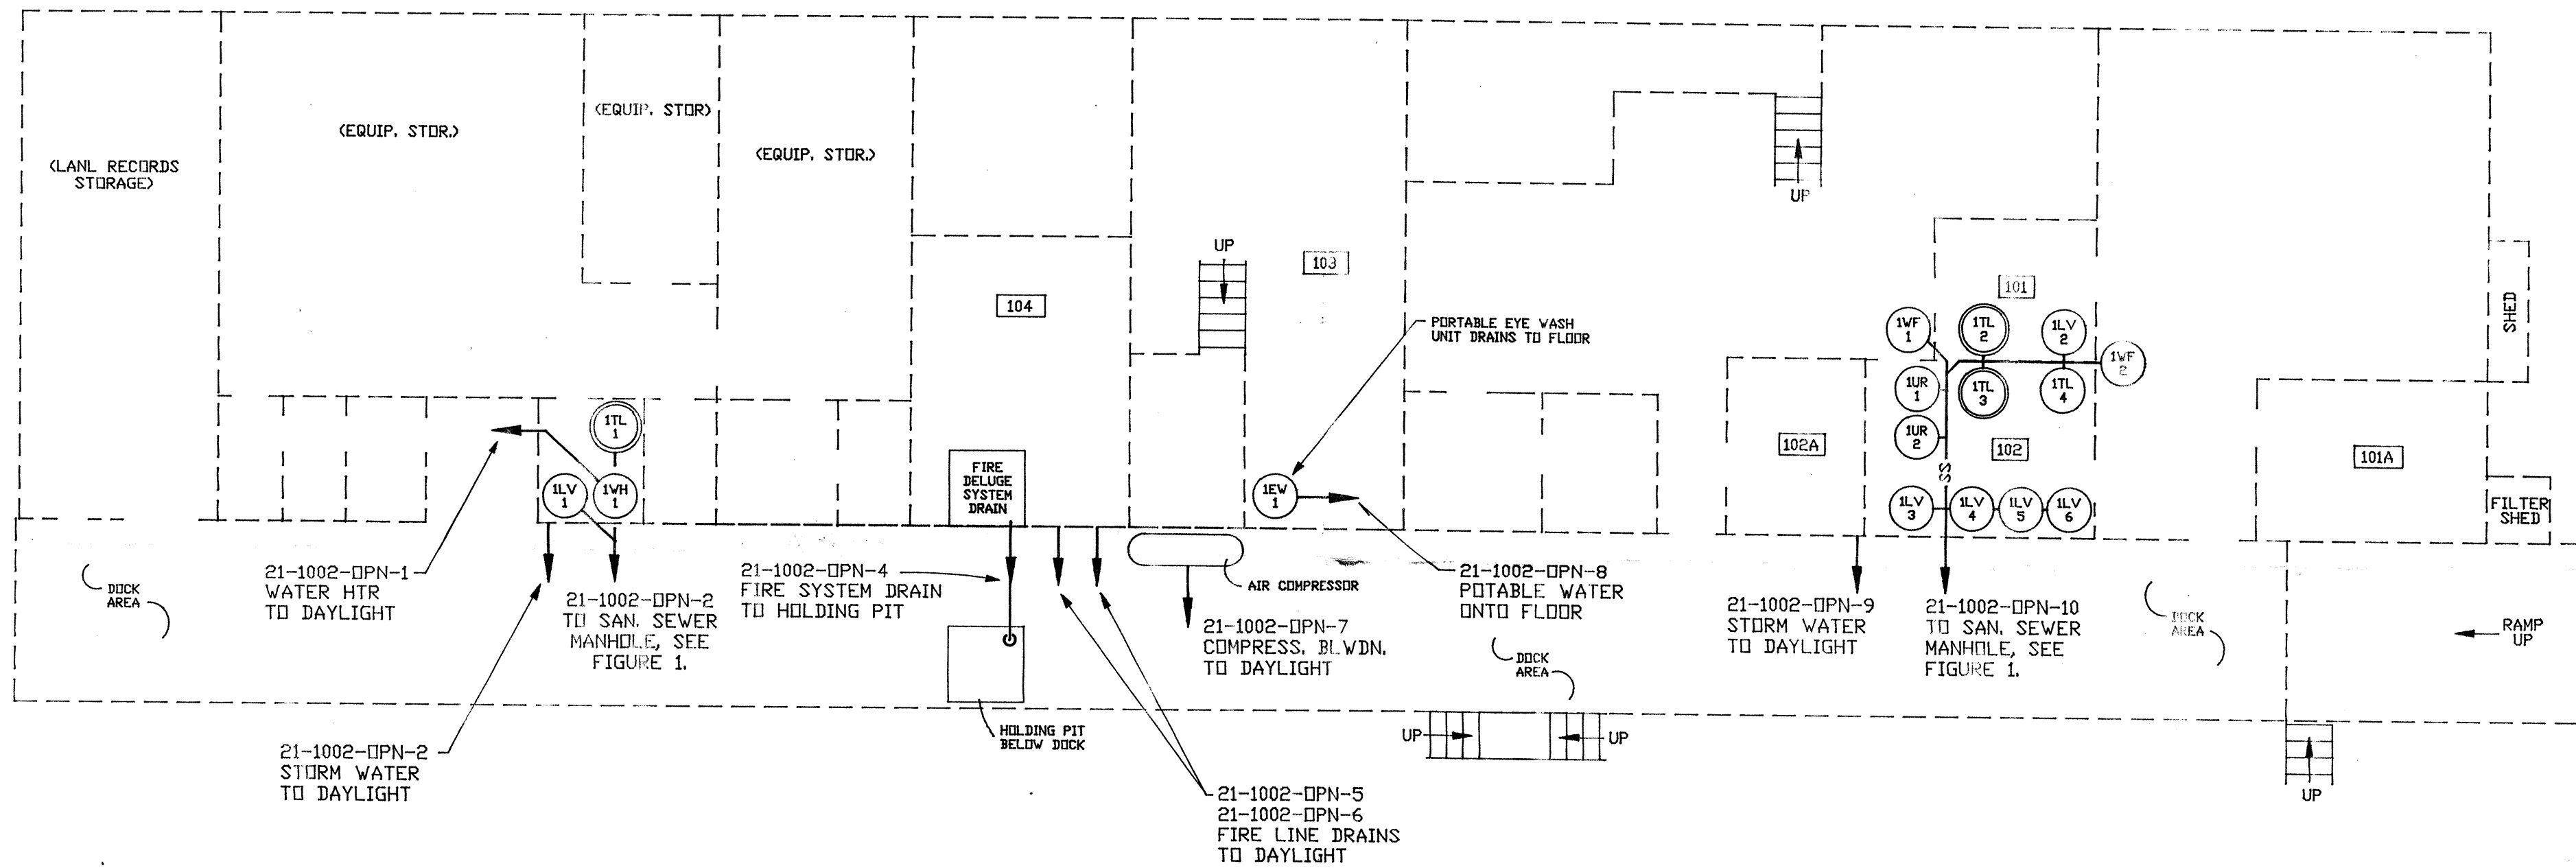 (LANL RECORDS
STORAGE)
(EQUIP. STOR.)
(EQUIP. STOR)
(EQUIP. STOR.)
104
UP
103
UP
101
SHED
PORTABLE EYE WASH
UNIT DRAINS TO FLOOR
1WF
1
1TL
2
1LV
2
1WF
2
1UR
1
1TL
3
1TL
4
1UR
2
102A
102
101A
SS
1TL
1
1LV
1
1WH
1
FIRE
DELUGE
SYSTEM
DRAIN
1EW
1
1LV
3
1LV
4
1LV
5
1LV
6
FILTER
SHED
DOCK
AREA
21-1002-OPN-1
WATER HTR
TO DAYLIGHT
21-1002-OPN-2
TO SAN. SEWER
MANHOLE, SEE
FIGURE 1.
21-1002-OPN-4
FIRE SYSTEM DRAIN
TO HOLDING PIT
AIR COMPRESSOR
21-1002-OPN-7
COMPRESS. BLWDN.
TO DAYLIGHT
21-1002-OPN-8
POTABLE WATER
ONTO FLOOR
DOCK
AREA
21-1002-OPN-9
STORM WATER
TO DAYLIGHT
21-1002-OPN-10
TO SAN. SEWER
MANHOLE, SEE
FIGURE 1.
DOCK
AREA
RAMP
UP
21-1002-OPN-2
STORM WATER
TO DAYLIGHT
HOLDING PIT
BELOW DOCK
UP
UP
UP
21-1002-OPN-5
21-1002-OPN-6
FIRE LINE DRAINS
TO DAYLIGHT